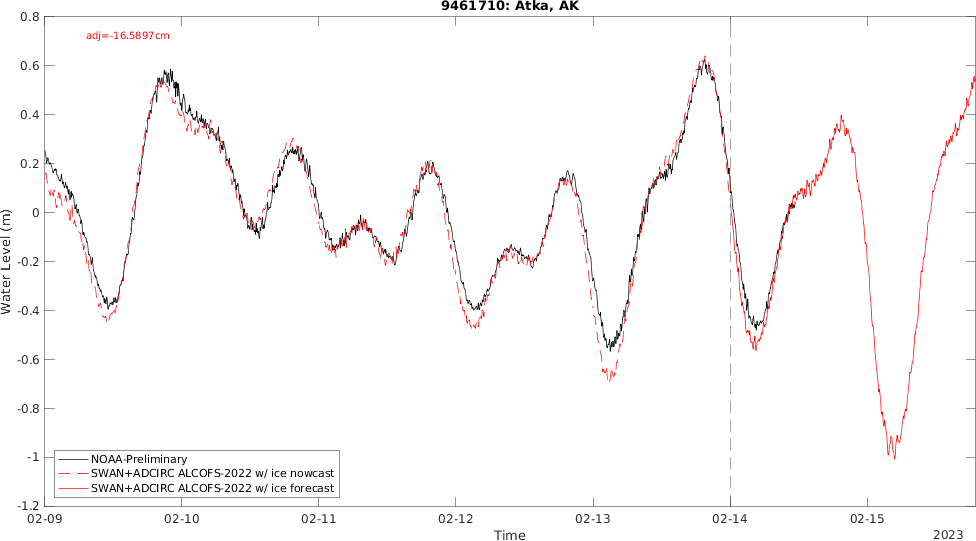 9461710: Atka, AK
adj=-16.5897cm
0.8
0.6
0.4
0.2
0
-0.2
-0.4
-0.6
-0.8
-1
-1.2
Water Level (m)
NOAA-Preliminary
SWAN+ADCIRC ALCOFS-2022 w/ ice nowcast
SWAN+ADCIRC ALCOFS-2022 w/ ice forecast
02-09 02-10 02-11 02-12 02-13 02-14 02-15
Time
2023